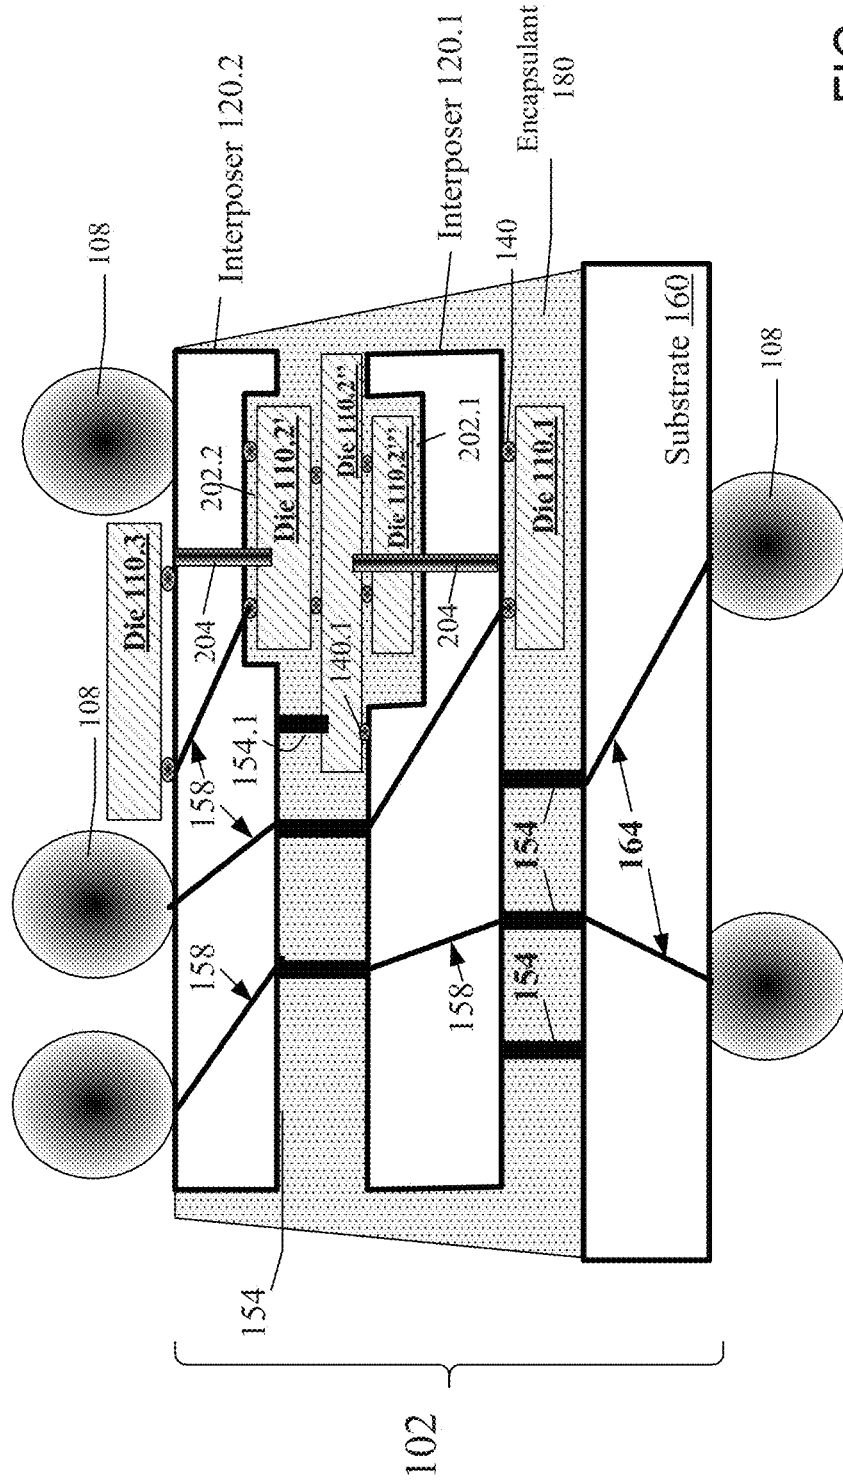 108
108
Die 110.3
Interposer 120.2
204
202.2
158
158
Die 110.2'
154.1
Die 110.2''
140.1
Die 110.2'''
202.1
204
Interposer 120.1
158
154
Encapsulant
180
140
Die 110.1
154
154
102
Substrate 160
164
108
FIG